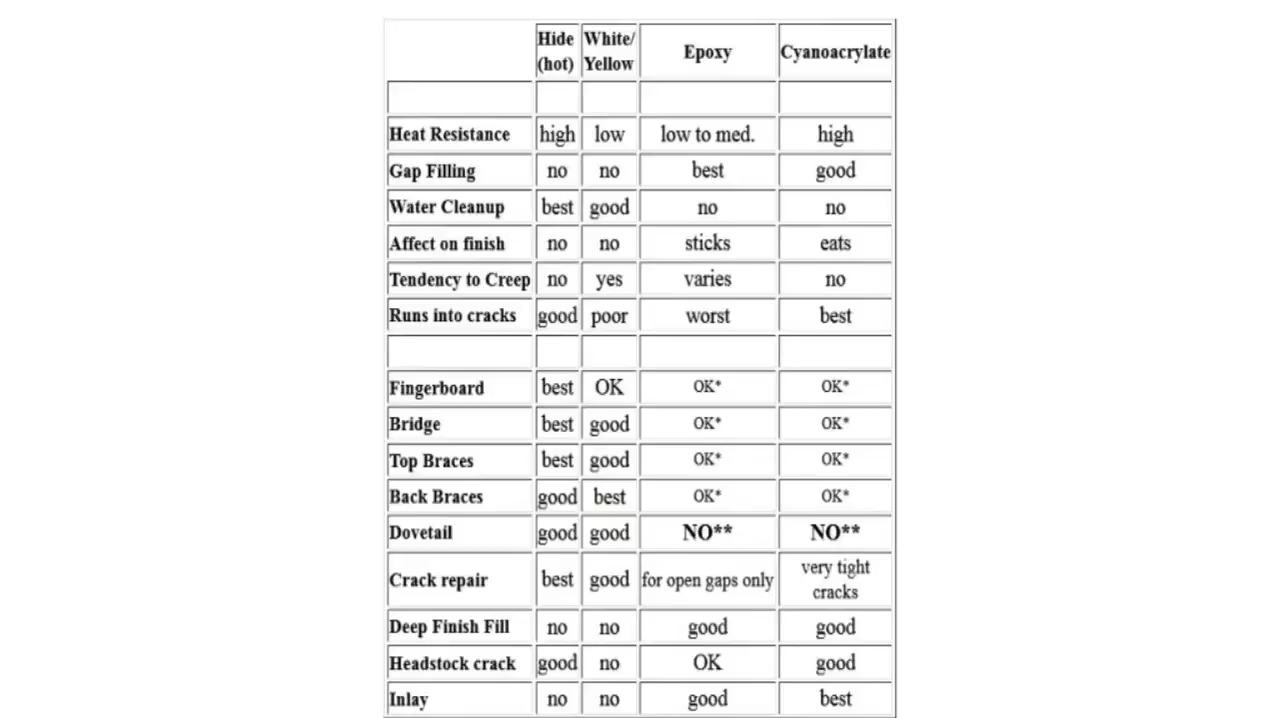 Hide (hot) White/ Yellow Epoxy Cyanoacrylate
Heat Resistance high low low to med. high
Gap Filling no no best good
Water Cleanup best good no no
Affect on finish no no sticks eats
Tendency to Creep no yes varies no
Runs into cracks good poor worst best
Fingerboard best OK OK* OK*
Bridge best good OK* OK*
Top Braces best good OK* OK*
Back Braces good best OK* OK*
Dovetail good good NO** NO**
Crack repair best good for open gaps only very tight cracks
Deep Finish Fill no no good good
Headstock crack good no OK good
Inlay no no good best